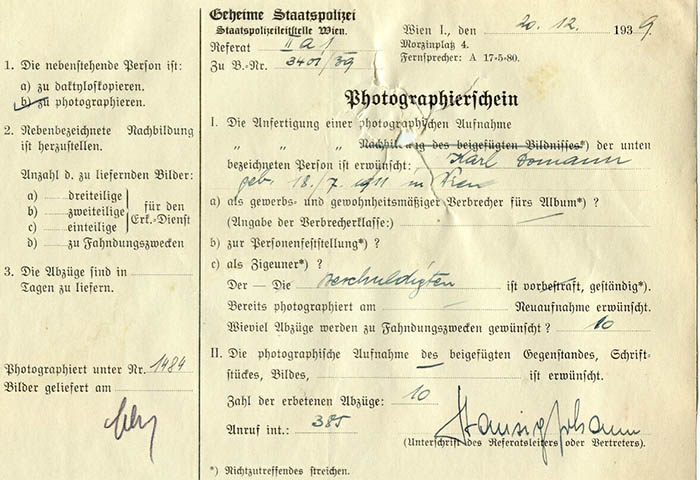 1. Die nebenstehende Person ist:
a) zu daktyloskopieren.
b) zu photographieren.
2. Nebenbezeichnete Nachbildung
ist herzustellen.
Anzahl d. zu liefernden Bilder:
a) dreiteilige
b) zweiteilige
c) einteilige
für den
Erk.-Dienst
d) zu Fahndungszwecken
3. Die Abzüge sind in
Tagen zu liefern.
Photographiert unter Nr. 1484
Bilder geliefert am
Geheime Staatspolizei
Staatspolizeileitstelle Wien.
Referat II A 1
Zu B.-Nr. 3401/39
Wien I., den 20. 12. 1939
Morzinplatz 4.
Fernsprecher: A 17-5-80.
Photographierschein
I. Die Anfertigung einer photographischen Aufnahme
" " " Nachbildung des beigefügten Bildnisses*) der unten
bezeichneten Person ist erwünscht: Karl Domann
geb. 18./7. 1911 in Wien
a) als gewerbs- und gewohnheitsmäßiger Verbrecher fürs Album*) ?
(Angabe der Verbrecherklasse:)
b) zur Personenfeststellung*) ?
c) als Zigeuner*) ?
Der — Die Beschuldigten ist vorbestraft, geständig*).
Bereits photographiert am Neuaufnahme erwünscht.
Wieviel Abzüge werden zu Fahndungszwecken gewünscht ? 10
II. Die photographische Aufnahme des beigefügten Gegenstandes, Schrift-
stückes, Bildes, ist erwünscht.
Zahl der erbetenen Abzüge: 10
Anruf int.: 385
(Unterschrift des Referatsleiters oder Vertreters).
*) Nichtzutreffendes streichen.